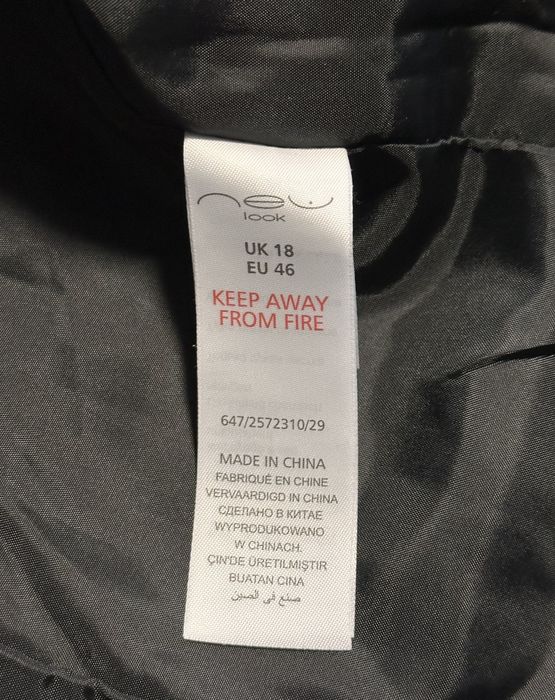 new
look
UK 18
EU 46
KEEP AWAY
FROM FIRE
647/2572310/29
MADE IN CHINA
FABRIQUÉ EN CHINE
VERVAARDIGD IN CHINA
СДЕЛАНО В КИТАЕ
WYPRODUKOWANO
W CHINACH.
ÇIN'DE ÜRETILMIŞTIR
BUATAN CINA
صنع في الصين